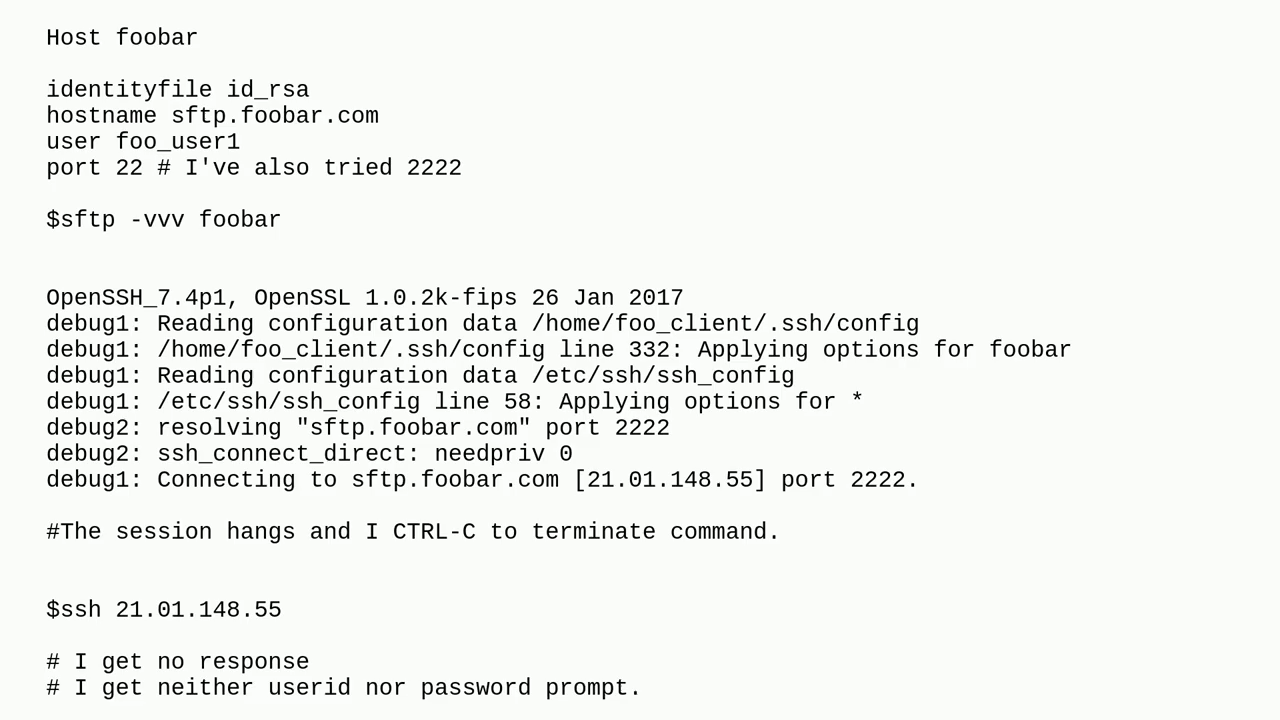 Host foobar
identityfile id_rsa
hostname sftp.foobar.com
user foo_user1
port 22 # I've also tried 2222
$sftp -vvv foobar
OpenSSH_7.4p1, OpenSSL 1.0.2k-fips 26 Jan 2017
debug1: Reading configuration data /home/foo_client/.ssh/config
debug1: /home/foo_client/.ssh/config line 332: Applying options for foobar
debug1: Reading configuration data /etc/ssh/ssh_config
debug1: /etc/ssh/ssh_config line 58: Applying options for *
debug2: resolving "sftp.foobar.com" port 2222
debug2: ssh_connect_direct: needpriv 0
debug1: Connecting to sftp.foobar.com [21.01.148.55] port 2222.
#The session hangs and I CTRL-C to terminate command.
$ssh 21.01.148.55
# I get no response
# I get neither userid nor password prompt.